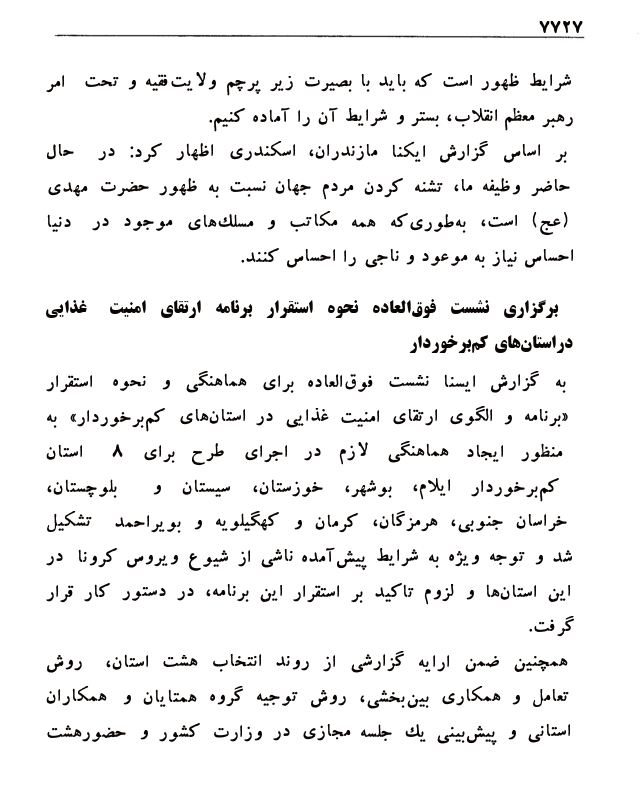 ۷۷۲۷
شرایط ظهور است که باید با بصیرت زیر پرچم ولایت‌فقیه و تحت امر
رهبر معظم انقلاب، بستر و شرایط آن را آماده کنیم.
بر اساس گزارش ایکنا مازندران، اسکندری اظهار کرد: در حال
حاضر وظیفه ما، تشنه کردن مردم جهان نسبت به ظهور حضرت مهدی
(عج) است، به‌طوری‌که همه مکاتب و مسلك‌های موجود در دنیا
احساس نیاز به موعود و ناجی را احساس کنند.
برگزاری نشست فوق‌العاده نحوه استقرار برنامه ارتقای امنیت غذایی
دراستان‌های کم‌برخوردار
به گزارش ایسنا نشست فوق‌العاده برای هماهنگی و نحوه استقرار
«برنامه و الگوی ارتقای امنیت غذایی در استان‌های کم‌برخوردار» به
منظور ایجاد هماهنگی لازم در اجرای طرح برای ۸ استان
کم‌برخوردار ایلام، بوشهر، خوزستان، سیستان و بلوچستان،
خراسان جنوبی، هرمزگان، کرمان و کهگیلویه و بویراحمد تشکیل
شد و توجه ویژه به شرایط پیش‌آمده ناشی از شیوع ویروس کرونا در
این استان‌ها و لزوم تاکید بر استقرار این برنامه، در دستور کار قرار
گرفت.
همچنین ضمن ارایه گزارشی از روند انتخاب هشت استان، روش
تعامل و همکاری بین‌بخشی، روش توجیه گروه همتایان و همکاران
استانی و پیش‌بینی یك جلسه مجازی در وزارت کشور و حضورهشت